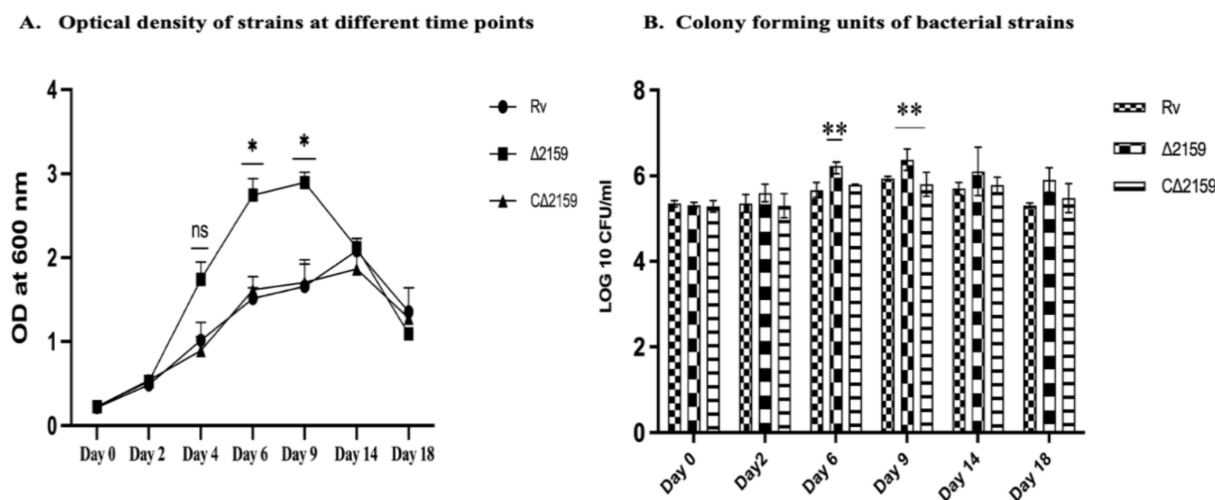 A. Optical density of strains at different time points
OD at 600 nm
4
3
2
1
0
ns
*
*
Day 0
Day 2
Day 4
Day 6
Day 9
Day 14
Day 18
Rv
Δ2159
CΔ2159
B. Colony forming units of bacterial strains
LOG 10 CFU/ml
8
6
4
2
0
**
**
Day 0
Day2
Day 6
Day 9
Day 14
Day 18
Rv
Δ2159
CΔ2159